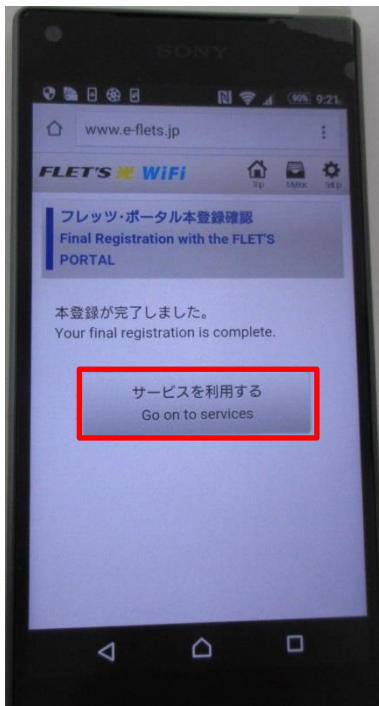 SONY
90% 9:21
www.e-flets.jp
FLET'S 光 WiFi
Top MyBox Set Up
フレッツ・ポータル本登録確認
Final Registration with the FLET'S
PORTAL
本登録が完了しました。
Your final registration is complete.
サービスを利用する
Go on to services